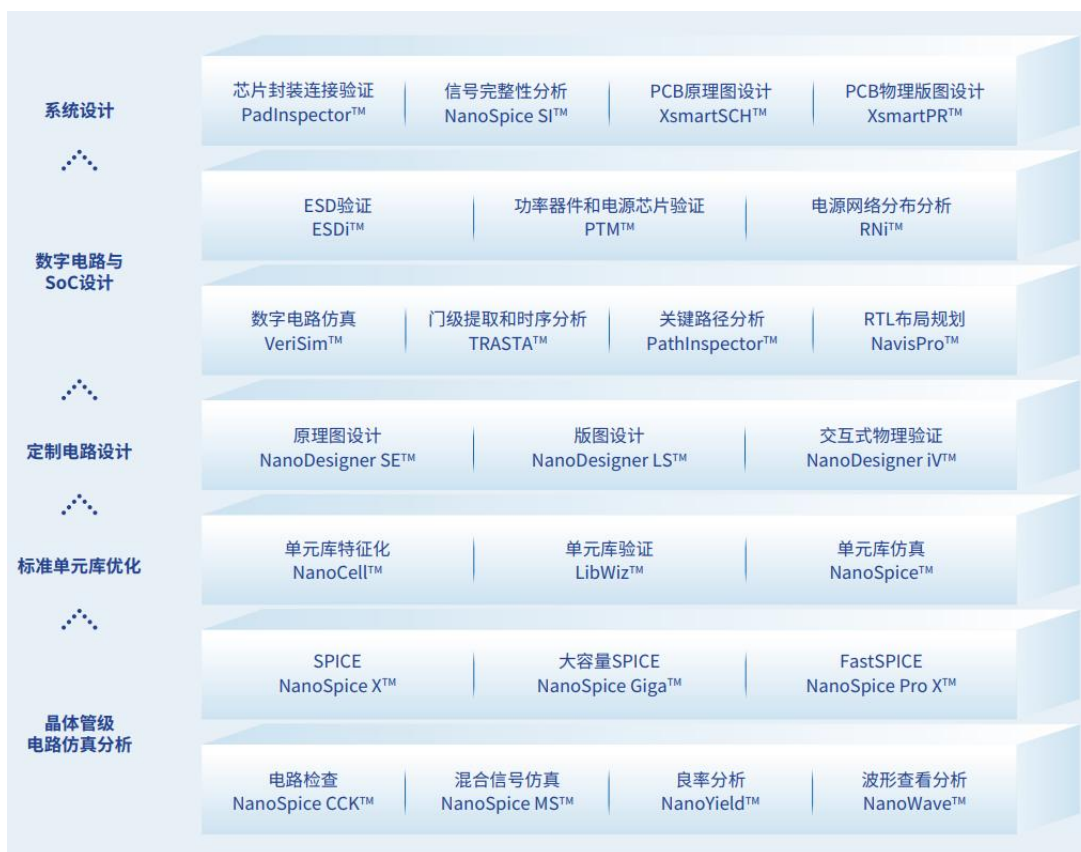 系统设计
芯片封装连接验证
PadInspector™
信号完整性分析
NanoSpice SI™
PCB原理图设计
XsmartSCH™
PCB物理版图设计
XsmartPR™
数字电路与
SoC设计
ESD验证
ESDi™
功率器件和电源芯片验证
PTM™
电源网络分布分析
RNi™
数字电路仿真
VeriSim™
门级提取和时序分析
TRASTA™
关键路径分析
PathInspector™
RTL布局规划
NavisPro™
定制电路设计
原理图设计
NanoDesigner SE™
版图设计
NanoDesigner LS™
交互式物理验证
NanoDesigner iV™
标准单元库优化
单元库特征化
NanoCell™
单元库验证
LibWiz™
单元库仿真
NanoSpice™
晶体管级
电路仿真分析
SPICE
NanoSpice X™
大容量SPICE
NanoSpice Giga™
FastSPICE
NanoSpice Pro X™
电路检查
NanoSpice CCK™
混合信号仿真
NanoSpice MS™
良率分析
NanoYield™
波形查看分析
NanoWave™